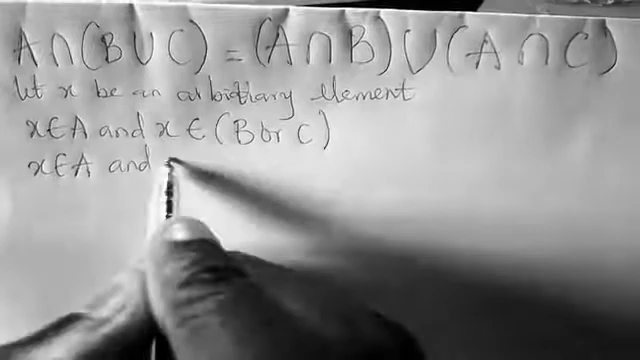 A∩(B∪C) = (A∩B)∪(A∩C)
let x be an arbitrary element
x∈A and x∈(B or C)
x∈A and